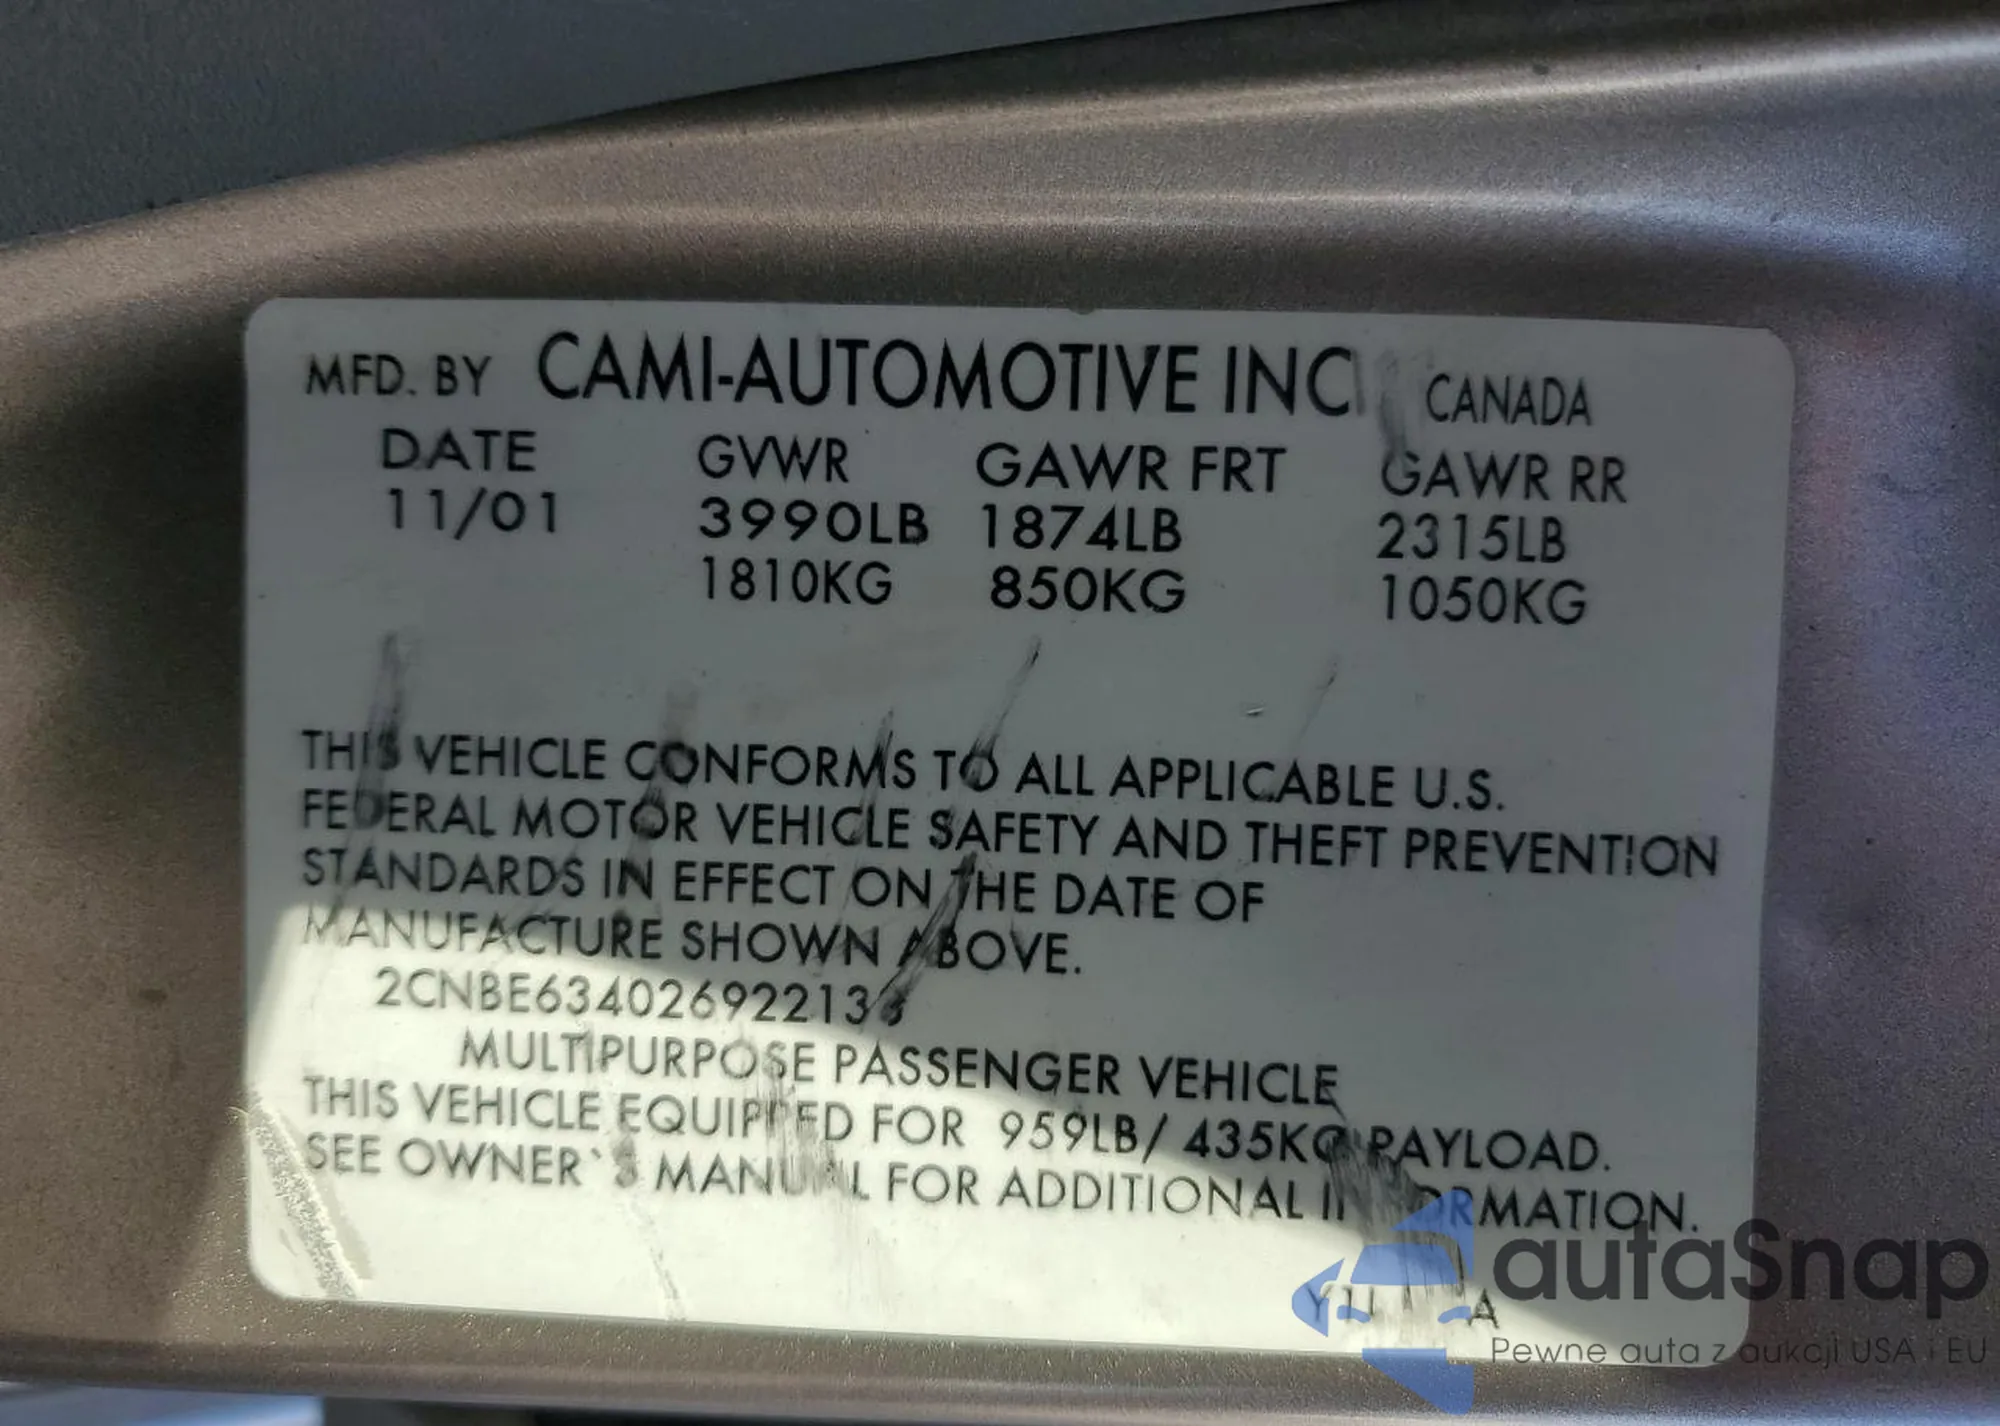 MFD. BY CAMI-AUTOMOTIVE INC CANADA
DATE GVWR GAWR FRT GAWR RR
11/01 3990LB 1874LB 2315LB
1810KG 850KG 1050KG
THIS VEHICLE CONFORMS TO ALL APPLICABLE U.S.
FEDERAL MOTOR VEHICLE SAFETY AND THEFT PREVENTION
STANDARDS IN EFFECT ON THE DATE OF
MANUFACTURE SHOWN ABOVE.
MULTIPURPOSE PASSENGER VEHICLE
THIS VEHICLE EQUIPPED FOR 959LB/ 435KG PAYLOAD.
SEE OWNER`S MANUAL FOR ADDITIONAL INFORMATION.
autaSnap
Pewne auta z aukcji USA i EU